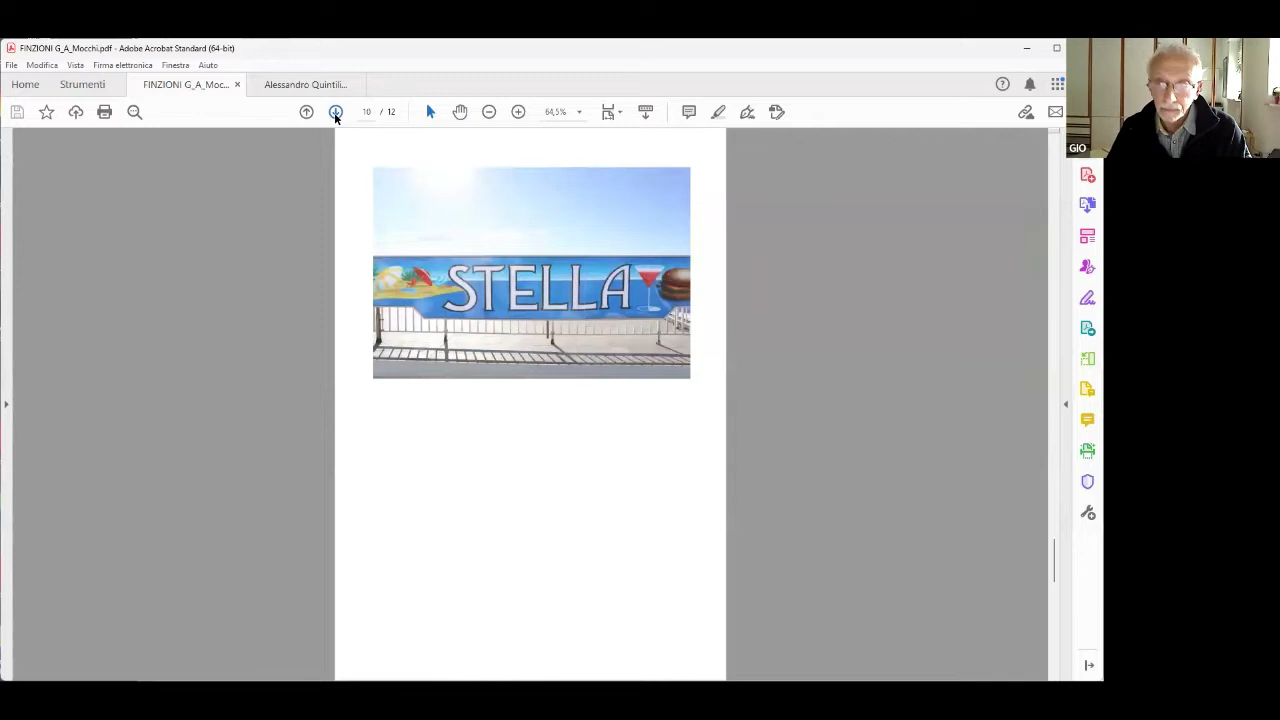 FINZIONI G_A_Mocchi.pdf - Adobe Acrobat Standard (64-bit)
File Modifica Vista Firma elettronica Finestra Aiuto
Home Strumenti FINZIONI G_A_Moc... Alessandro Quintili...
10 / 12 64,5%
GIO
STELLA